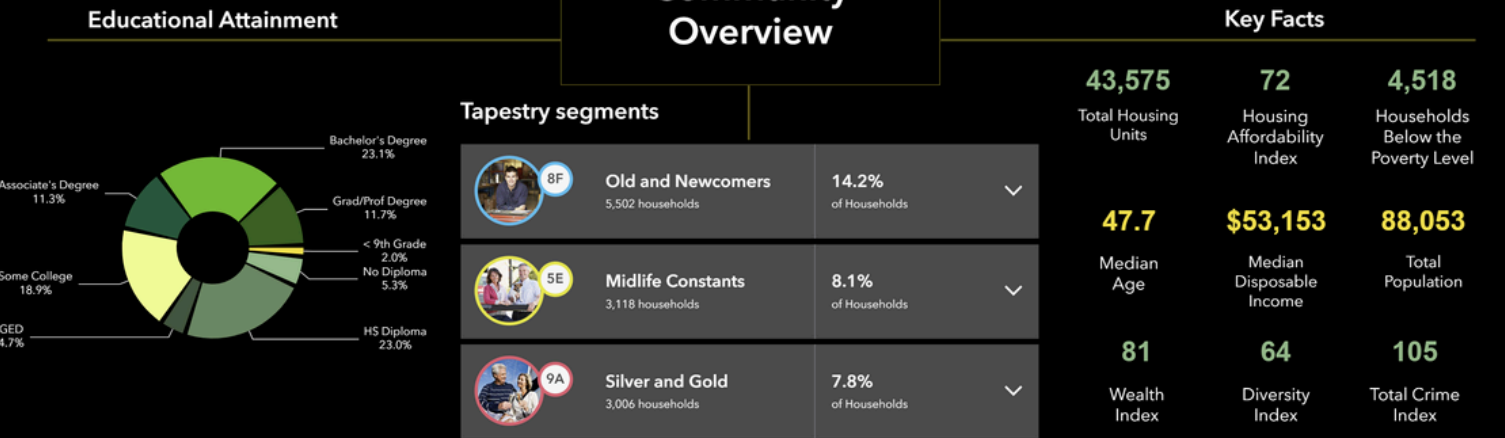 Educational Attainment
Bachelor's Degree
23.1%
Associate's Degree
11.3%
Grad/Prof Degree
11.7%
< 9th Grade
2.0%
No Diploma
5.3%
Some College
18.9%
GED
4.7%
HS Diploma
23.0%
Community
Overview
Tapestry segments
8F
Old and Newcomers
5,502 households
14.2%
of Households
5E
Midlife Constants
3,118 households
8.1%
of Households
9A
Silver and Gold
3,006 households
7.8%
of Households
Key Facts
43,575
Total Housing
Units
72
Housing
Affordability
Index
4,518
Households
Below the
Poverty Level
47.7
Median
Age
$53,153
Median
Disposable
Income
88,053
Total
Population
81
Wealth
Index
64
Diversity
Index
105
Total Crime
Index